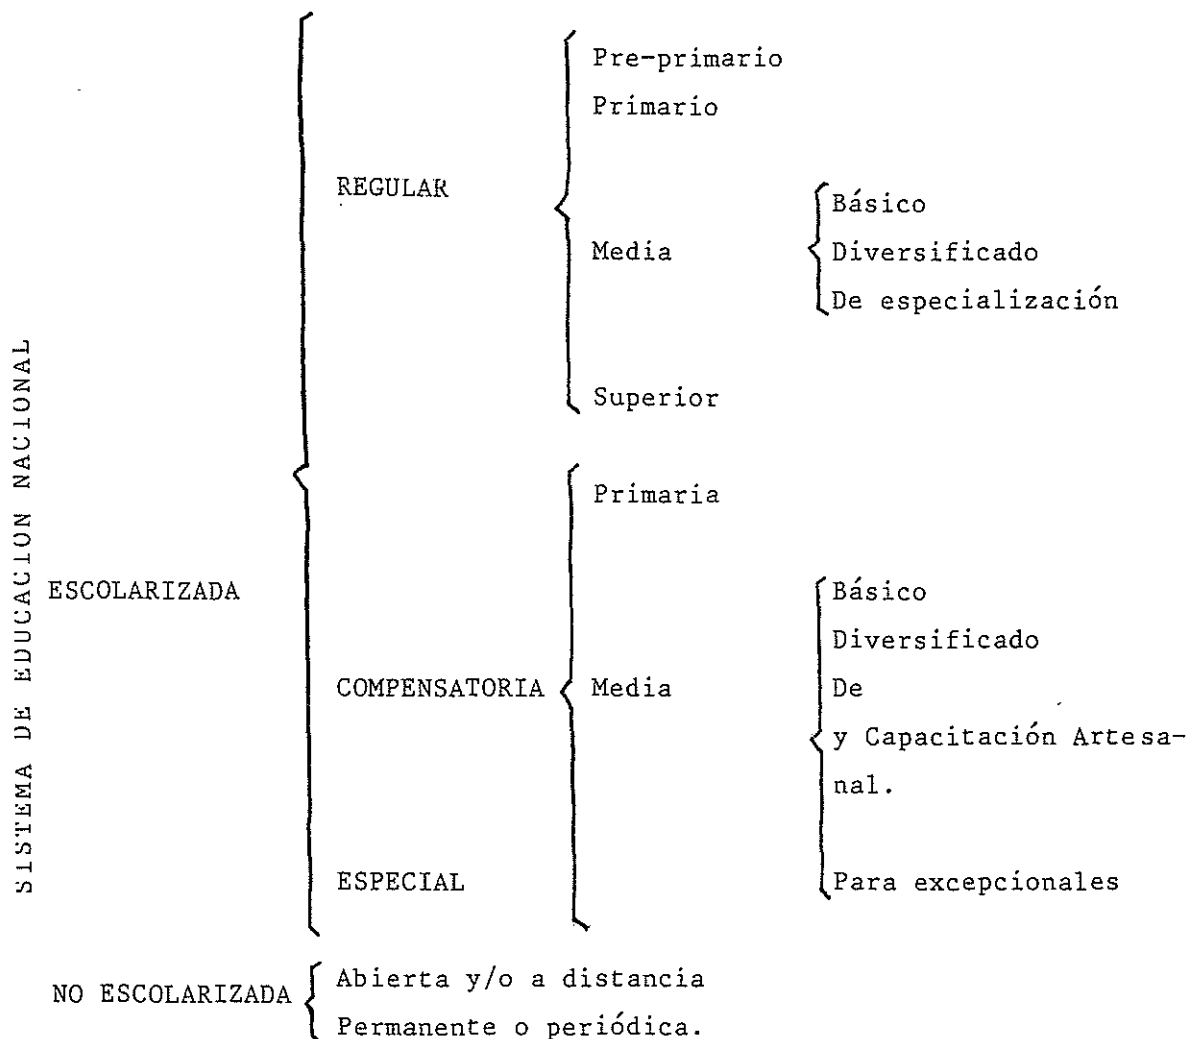 SISTEMA DE EDUCACION NACIONAL
ESCOLARIZADA
REGULAR
Pre-primario
Primario
Media
Básico
Diversificado
De especialización
Superior
COMPENSATORIA
Primaria
Media
Básico
Diversificado
De
y Capacitación Artesa-
nal.
ESPECIAL
Para excepcionales
NO ESCOLARIZADA
Abierta y/o a distancia
Permanente o periódica.